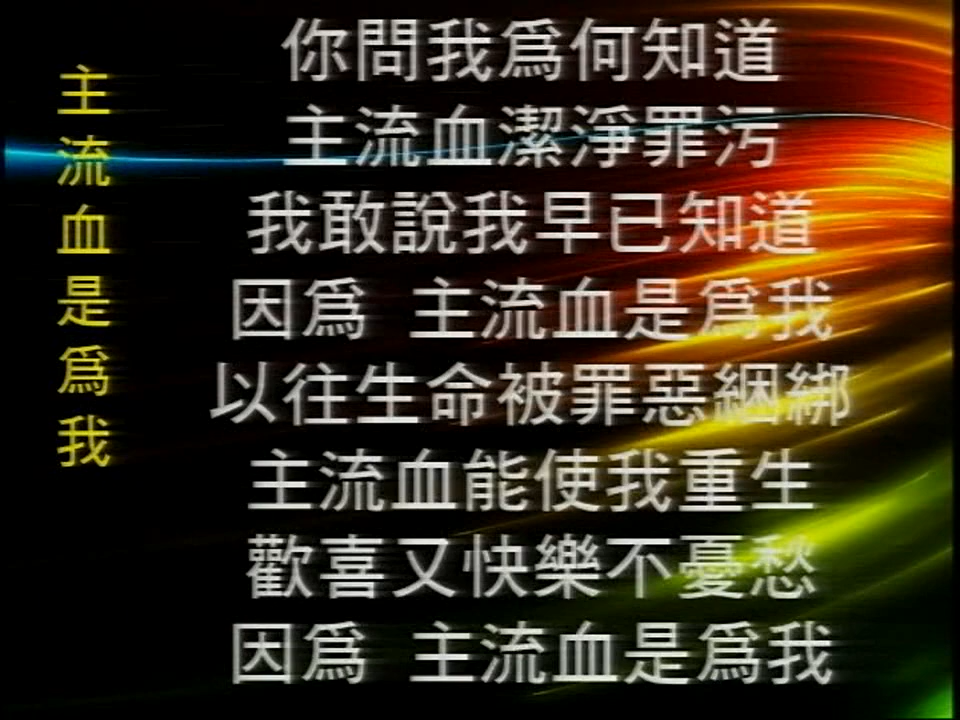 主流血是爲我
你問我爲何知道
主流血潔淨罪污
我敢說我早已知道
因爲 主流血是爲我
以往生命被罪惡綑綁
主流血能使我重生
歡喜又快樂不憂愁
因爲 主流血是爲我